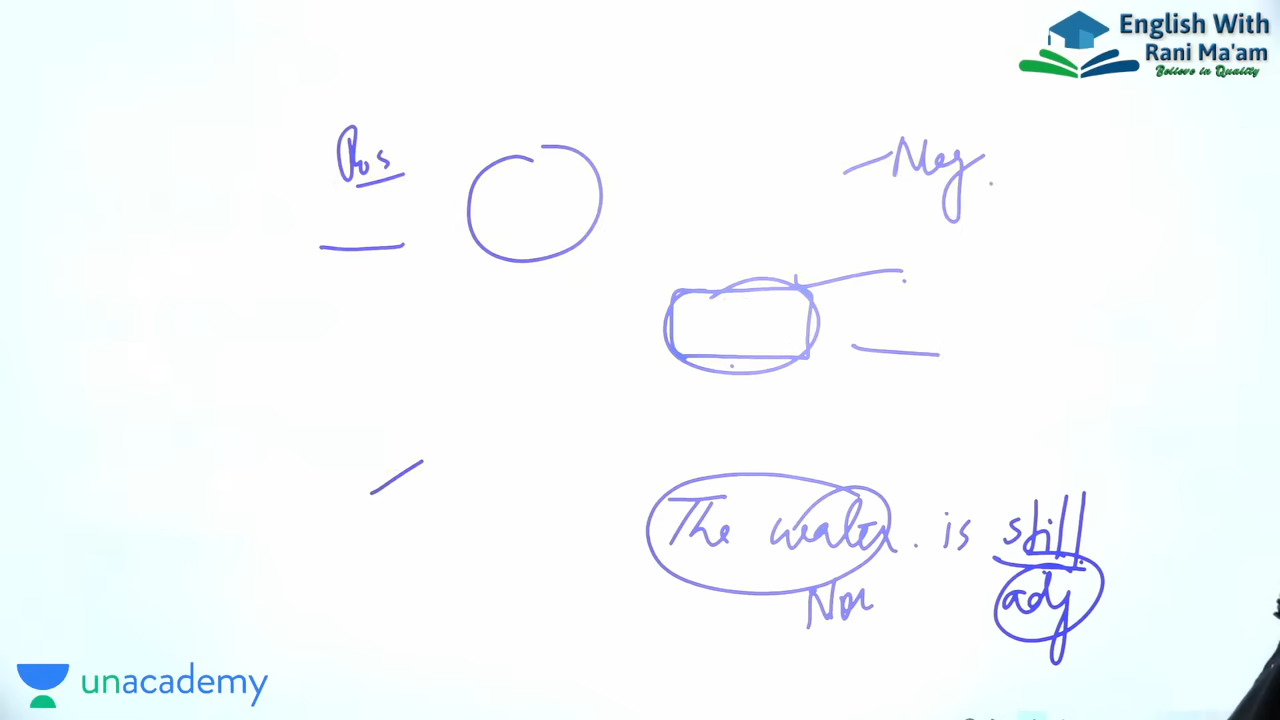 English With
Rani Ma'am
Believe in Quality
Pos
Neg.
The water. is still
Nou
adj
unacademy